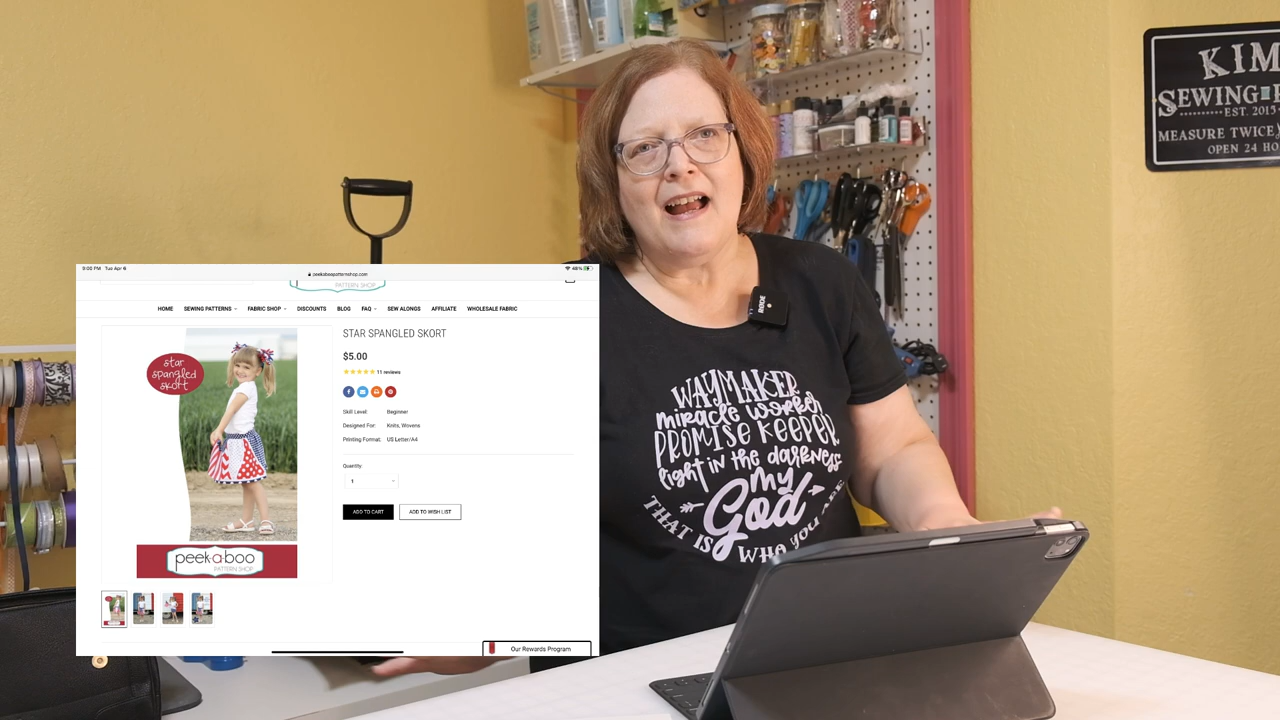 KIM
SEWING
EST. 2015
MEASURE TWICE,
OPEN 24
RODE
WAYMAKER
miracle worker
PROMISE KEEPER
light in the darkness
my
God
THAT IS WHO YOU ARE
9:00 PM Tue Apr 6
peekaboopatternshop.com
48%
PATTERN SHOP
HOME SEWING PATTERNS FABRIC SHOP DISCOUNTS BLOG FAQ SEW ALONGS AFFILIATE WHOLESALE FABRIC
star
spangled
skort
peek-a-boo
PATTERN SHOP
STAR SPANGLED SKORT
$5.00
11 reviews
Skill Level: Beginner
Designed For: Knits, Wovens
Printing Format: US Letter/A4
Quantity
1
ADD TO CART ADD TO WISH LIST
Our Rewards Program